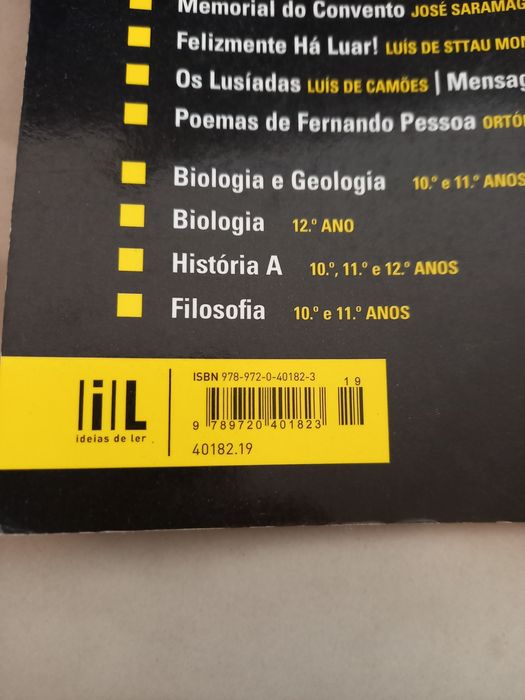 Memorial do Convento JOSÉ SARAMAG
Felizmente Há Luar! LUÍS DE STTAU MON
Os Lusíadas LUÍS DE CAMÕES | Mensag
Poemas de Fernando Pessoa ORTÓ
Biologia e Geologia 10.º e 11.º ANOS
Biologia 12.º ANO
História A 10.º, 11.º e 12.º ANOS
Filosofia 10.º e 11.º ANOS
ISBN 978-972-0-40182-3
19
9 789720 401823
40182.19
iL
ideias de ler